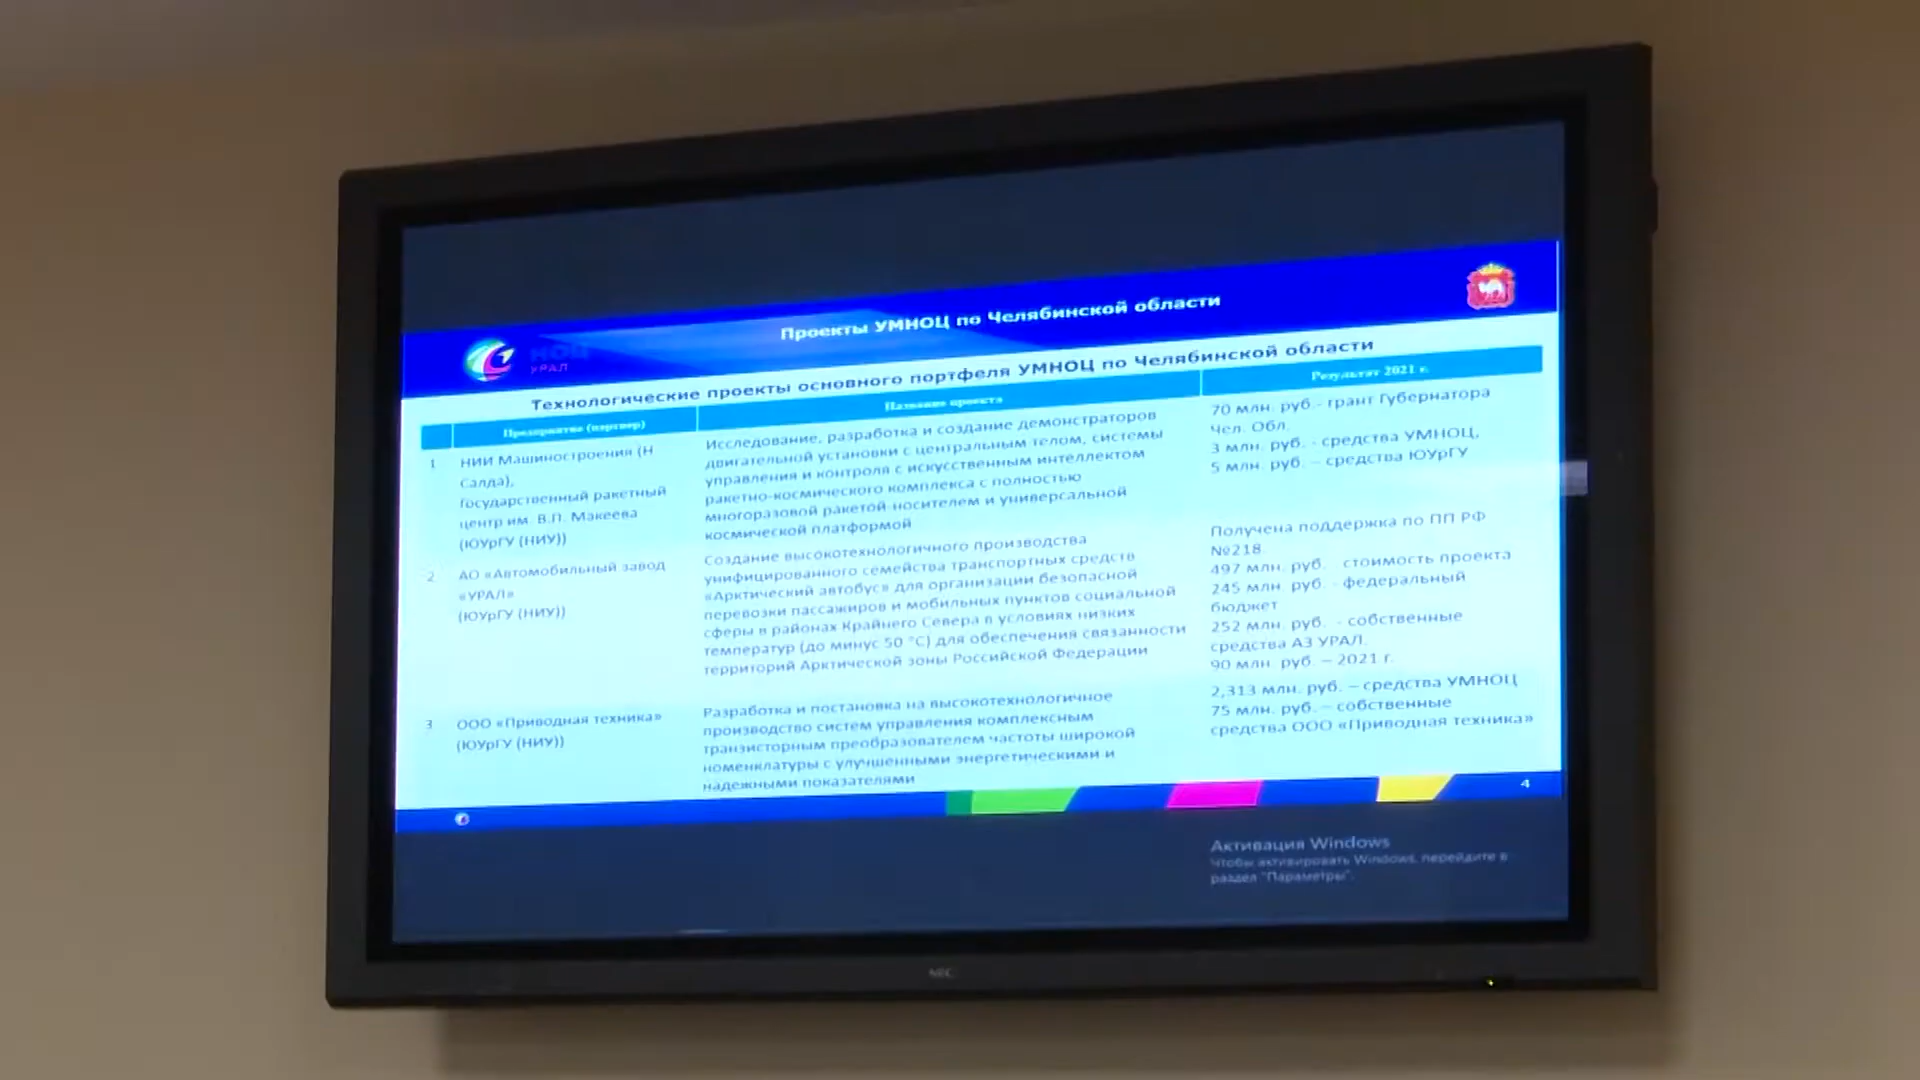 Проекты УМНОЦ по Челябинской области
НОЦ
УРАЛ
Технологические проекты основного портфеля УМНОЦ по Челябинской области
Предприятие (партнер)
Название проекта
Результат 2021 г.
1
НИИ Машиностроения (Н
Салда),
Государственный ракетный
центр им. В.П. Макеева
(ЮУрГУ (НИУ))
Исследование, разработка и создание демонстраторов
двигательной установки с центральным телом, системы
управления и контроля с искусственным интеллектом
ракетно-космического комплекса с полностью
многоразовой ракетой-носителем и универсальной
космической платформой
70 млн. руб.- грант Губернатора
Чел. Обл.
3 млн. руб. - средства УМНОЦ,
5 млн. руб. – средства ЮУрГУ
2
АО «Автомобильный завод
«УРАЛ»
(ЮУрГУ (НИУ))
Создание высокотехнологичного производства
унифицированного семейства транспортных средств
«Арктический автобус» для организации безопасной
перевозки пассажиров и мобильных пунктов социальной
сферы в районах Крайнего Севера в условиях низких
температур (до минус 50 °С) для обеспечения связанности
территорий Арктической зоны Российской Федерации
Получена поддержка по ПП РФ
№218.
497 млн. руб. - стоимость проекта
245 млн. руб. - федеральный
бюджет
252 млн. руб. - собственные
средства АЗ УРАЛ.
90 млн. руб. – 2021 г.
3
ООО «Приводная техника»
(ЮУрГУ (НИУ))
Разработка и постановка на высокотехнологичное
производство систем управления комплексным
транзисторным преобразователем частоты широкой
номенклатуры с улучшенными энергетическими и
надежными показателями
2,313 млн. руб. – средства УМНОЦ
75 млн. руб. – собственные
средства ООО «Приводная техника»
4
Активация Windows
Чтобы активировать Windows, перейдите в
раздел "Параметры".
NEC